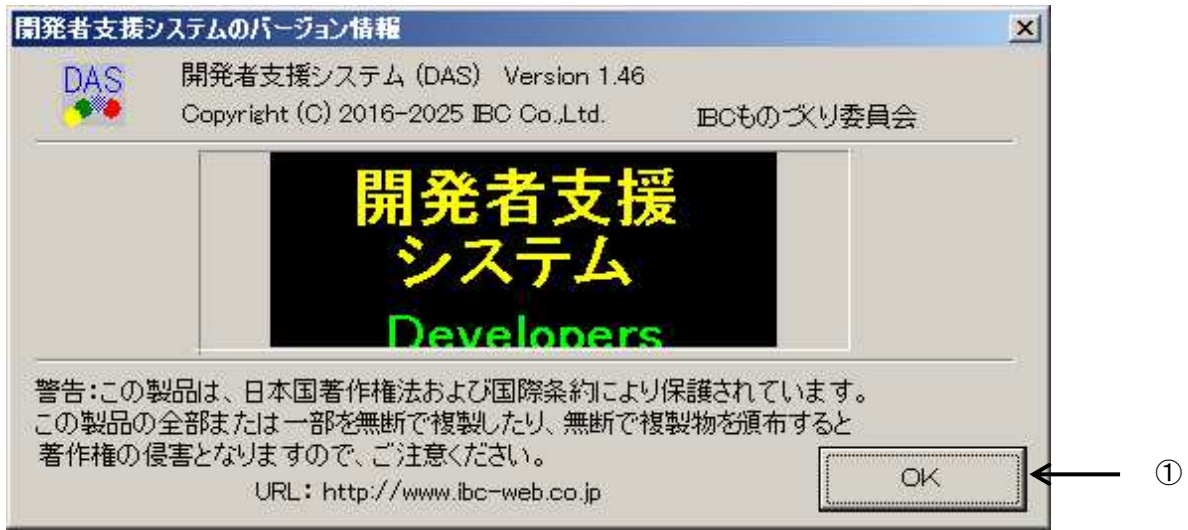 開発者支援システムのバージョン情報
DAS
開発者支援システム (DAS) Version 1.46
Copyright (C) 2016-2025 IBC Co.,Ltd. IBCものづくり委員会
開発者支援
システム
Developers
警告:この製品は、日本国著作権法および国際条約により保護されています。
この製品の全部または一部を無断で複製したり、無断で複製物を頒布すると
著作権の侵害となりますので、ご注意ください。
URL: http://www.ibc-web.co.jp
OK
①